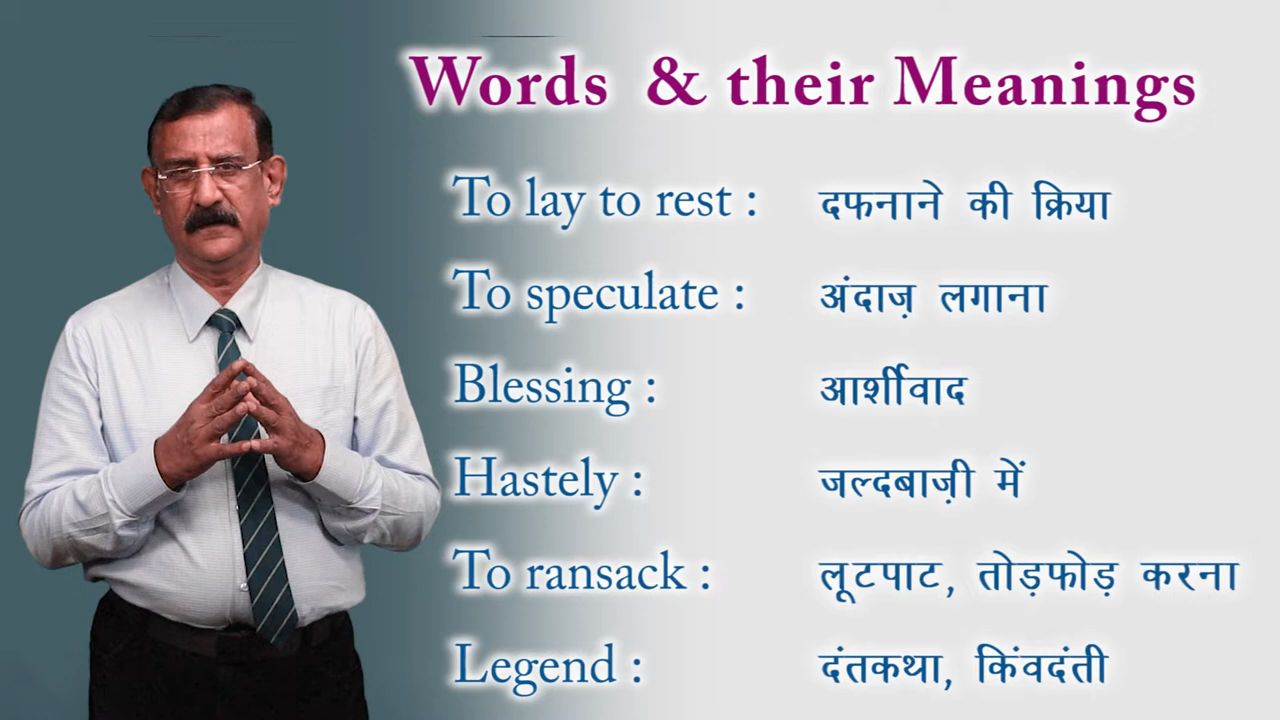 Words & their Meanings
To lay to rest : दफनाने की क्रिया
To speculate : अंदाज़ लगाना
Blessing : आर्शीवाद
Hastely : जल्दबाज़ी में
To ransack : लूटपाट, तोड़फोड़ करना
Legend : दंतकथा, किंवदंती